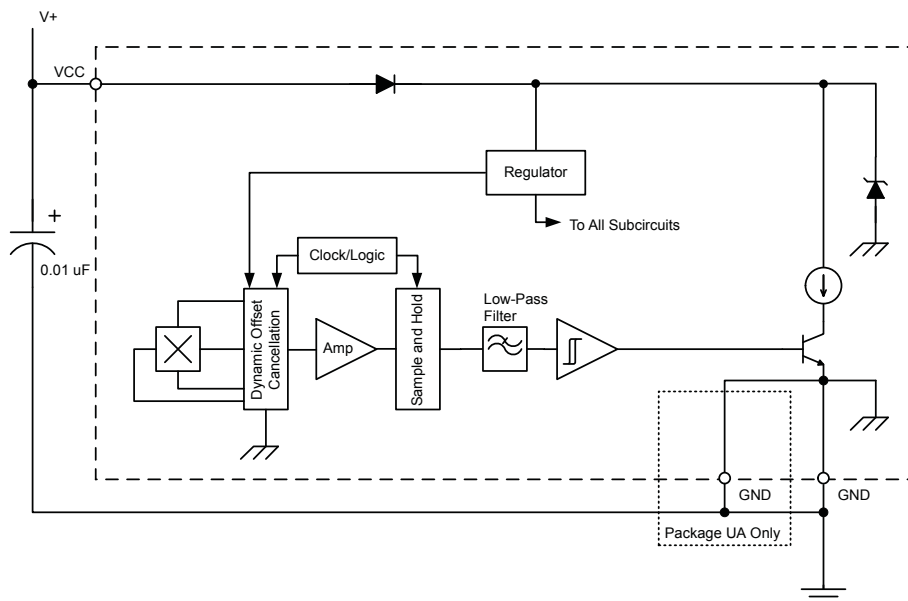 V+
VCC
Regulator
To All Subcircuits
+
0.01 uF
Clock/Logic
Dynamic Offset
Cancellation
Amp
Sample and Hold
Low-Pass
Filter
GND
GND
Package UA Only